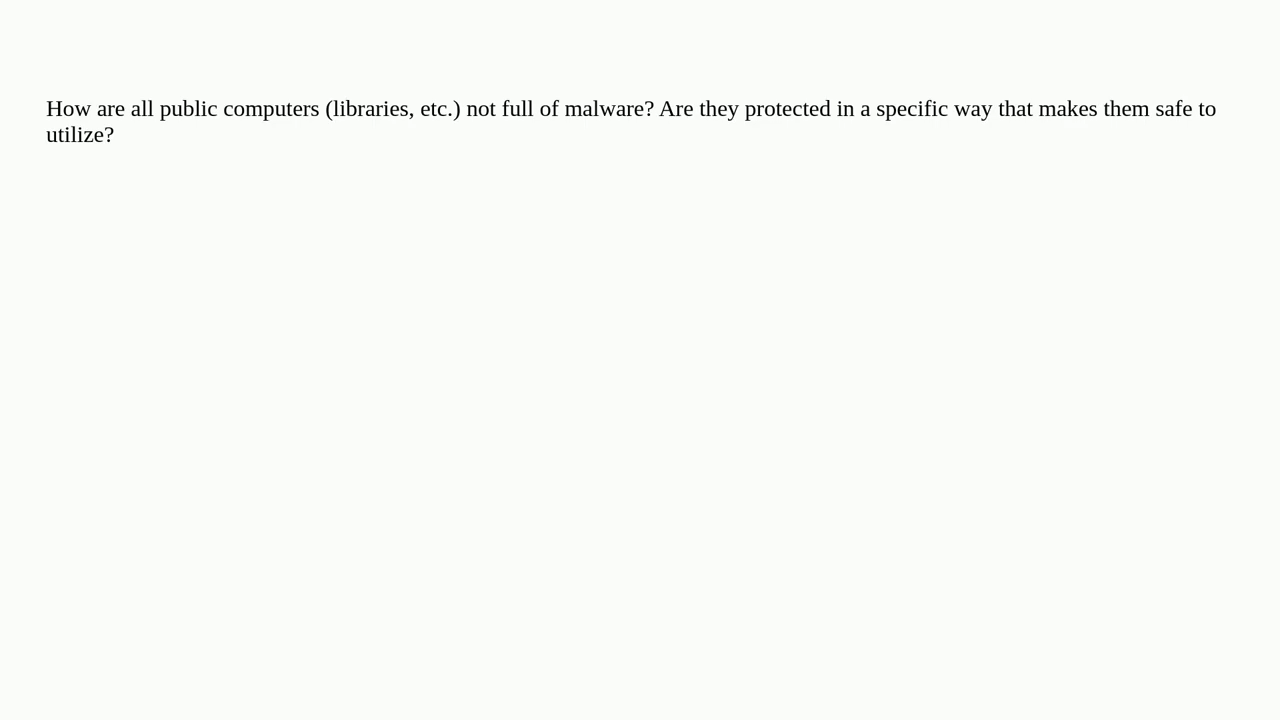 How are all public computers (libraries, etc.) not full of malware? Are they protected in a specific way that makes them safe to
utilize?